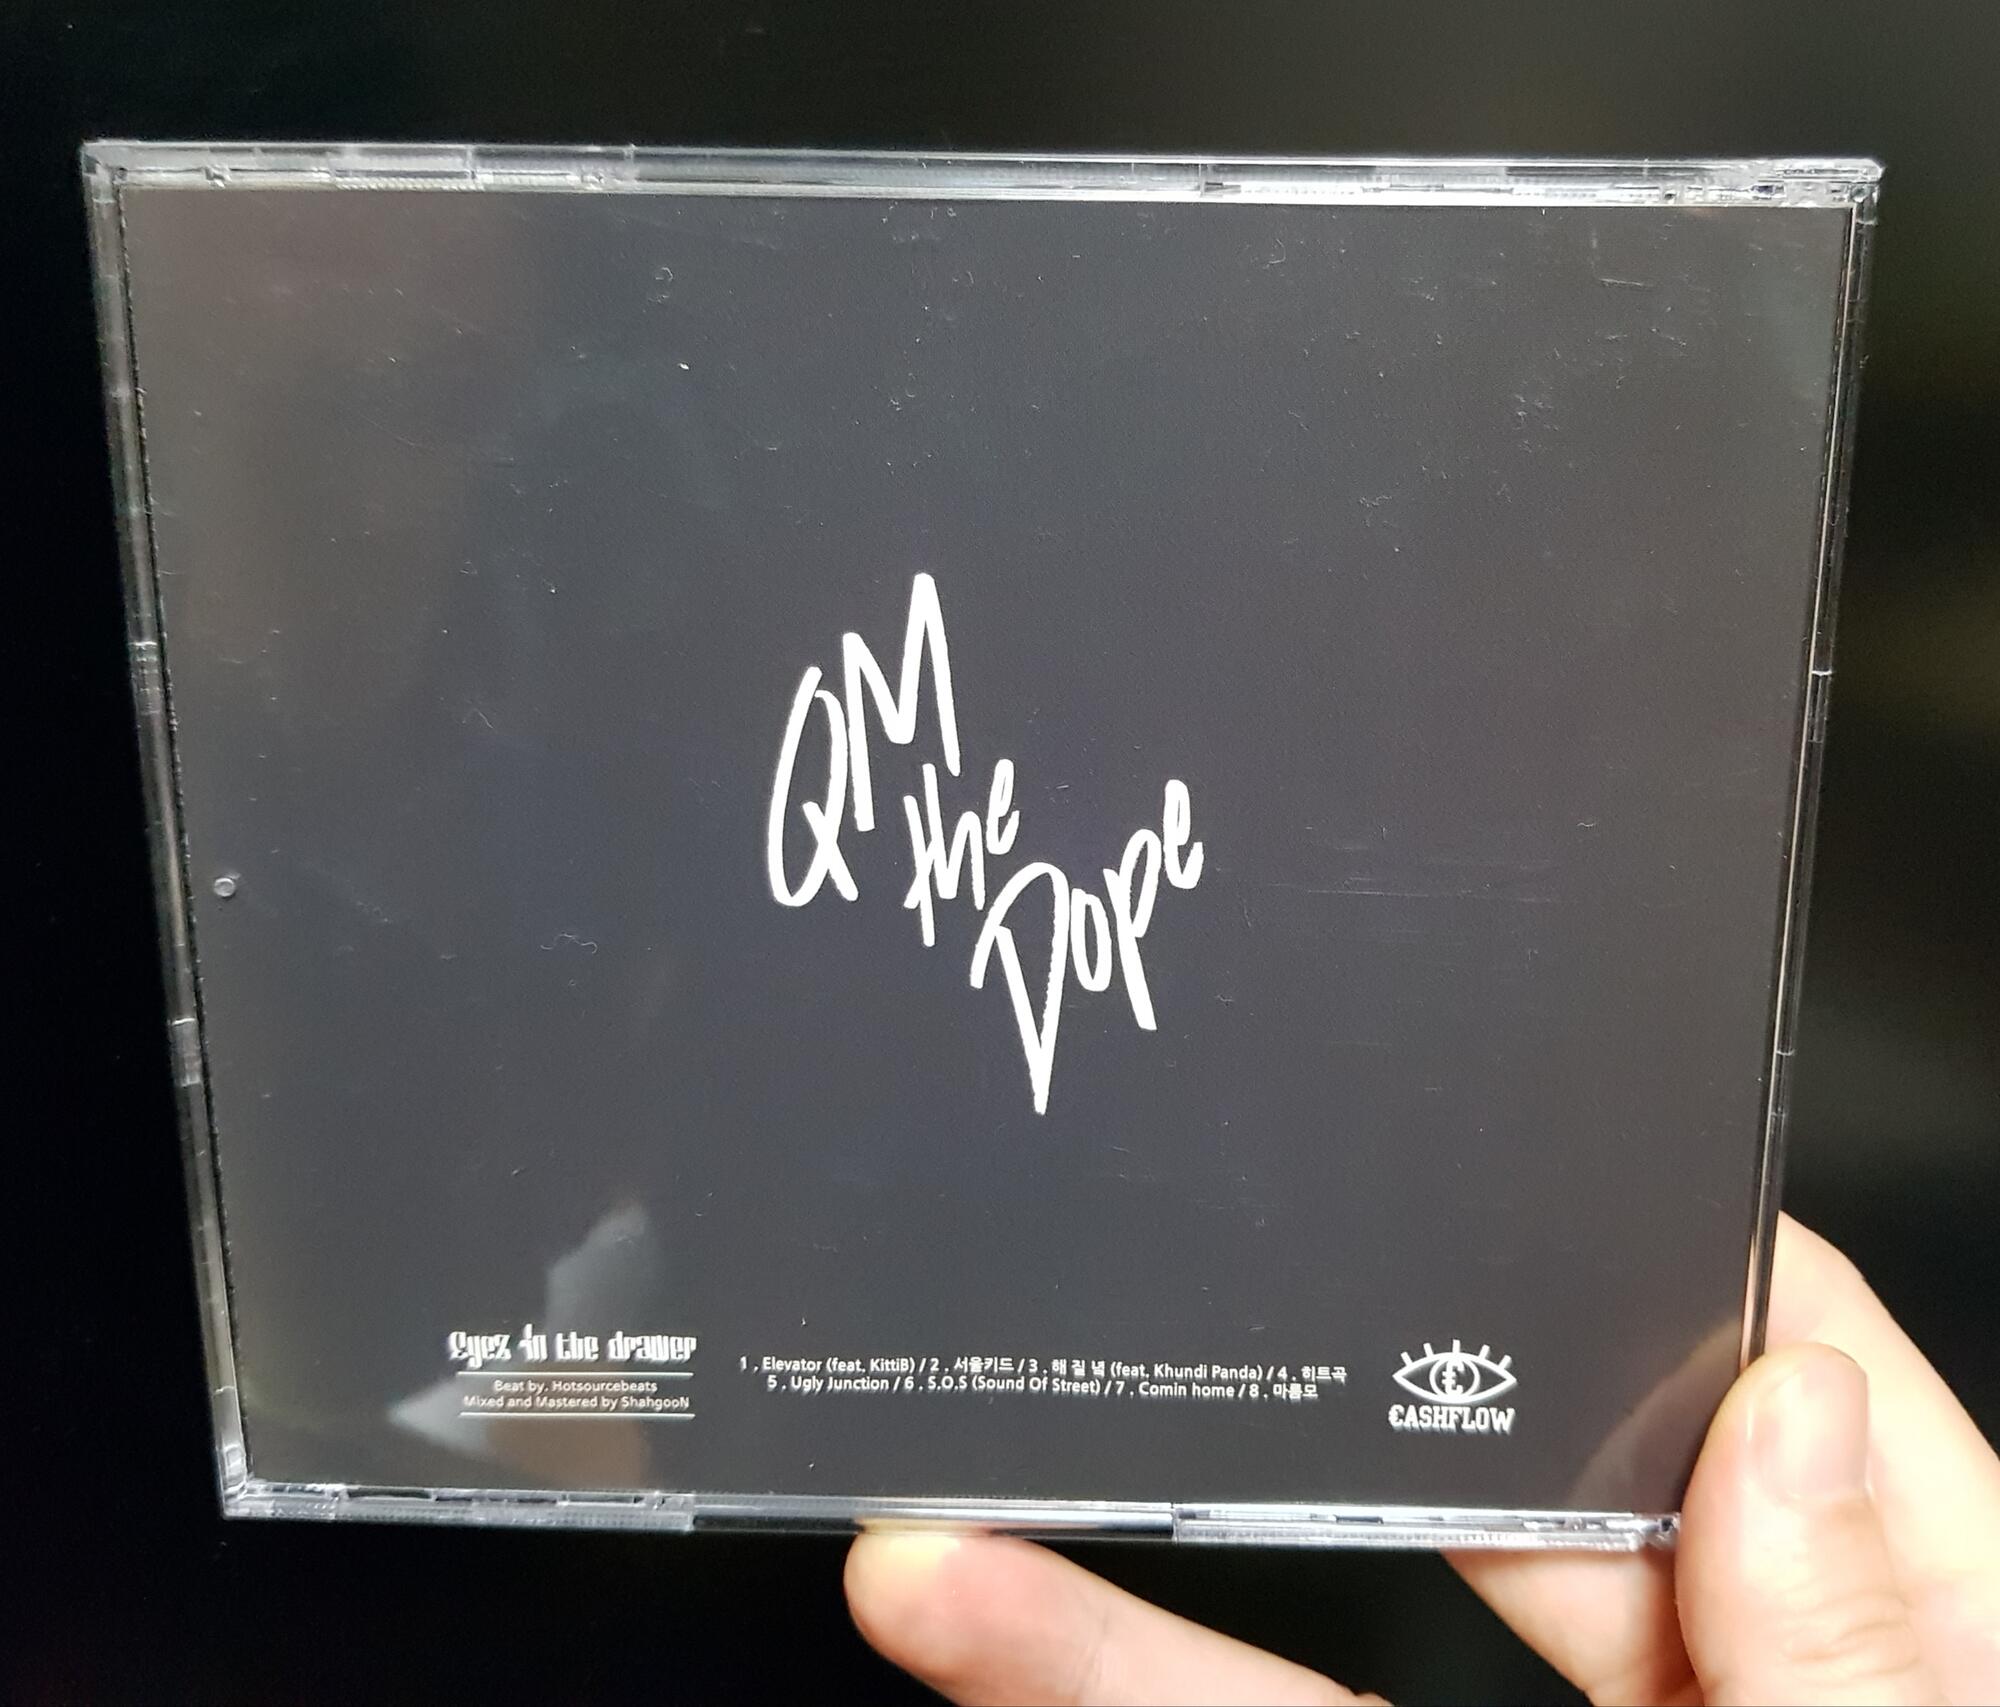 QM
the
Dope
Eyez in the drawer
Beat by. Hotsourcebeats
Mixed and Mastered by ShahgooN
1 . Elevator (feat. KittiB) / 2 . 서울키드 / 3 . 해 질 녘 (feat. Khundi Panda) / 4 . 히트곡
5 . Ugly Junction / 6 . S.O.S (Sound Of Street) / 7 . Comin home / 8 . 마름모
€
€ASHFLOW